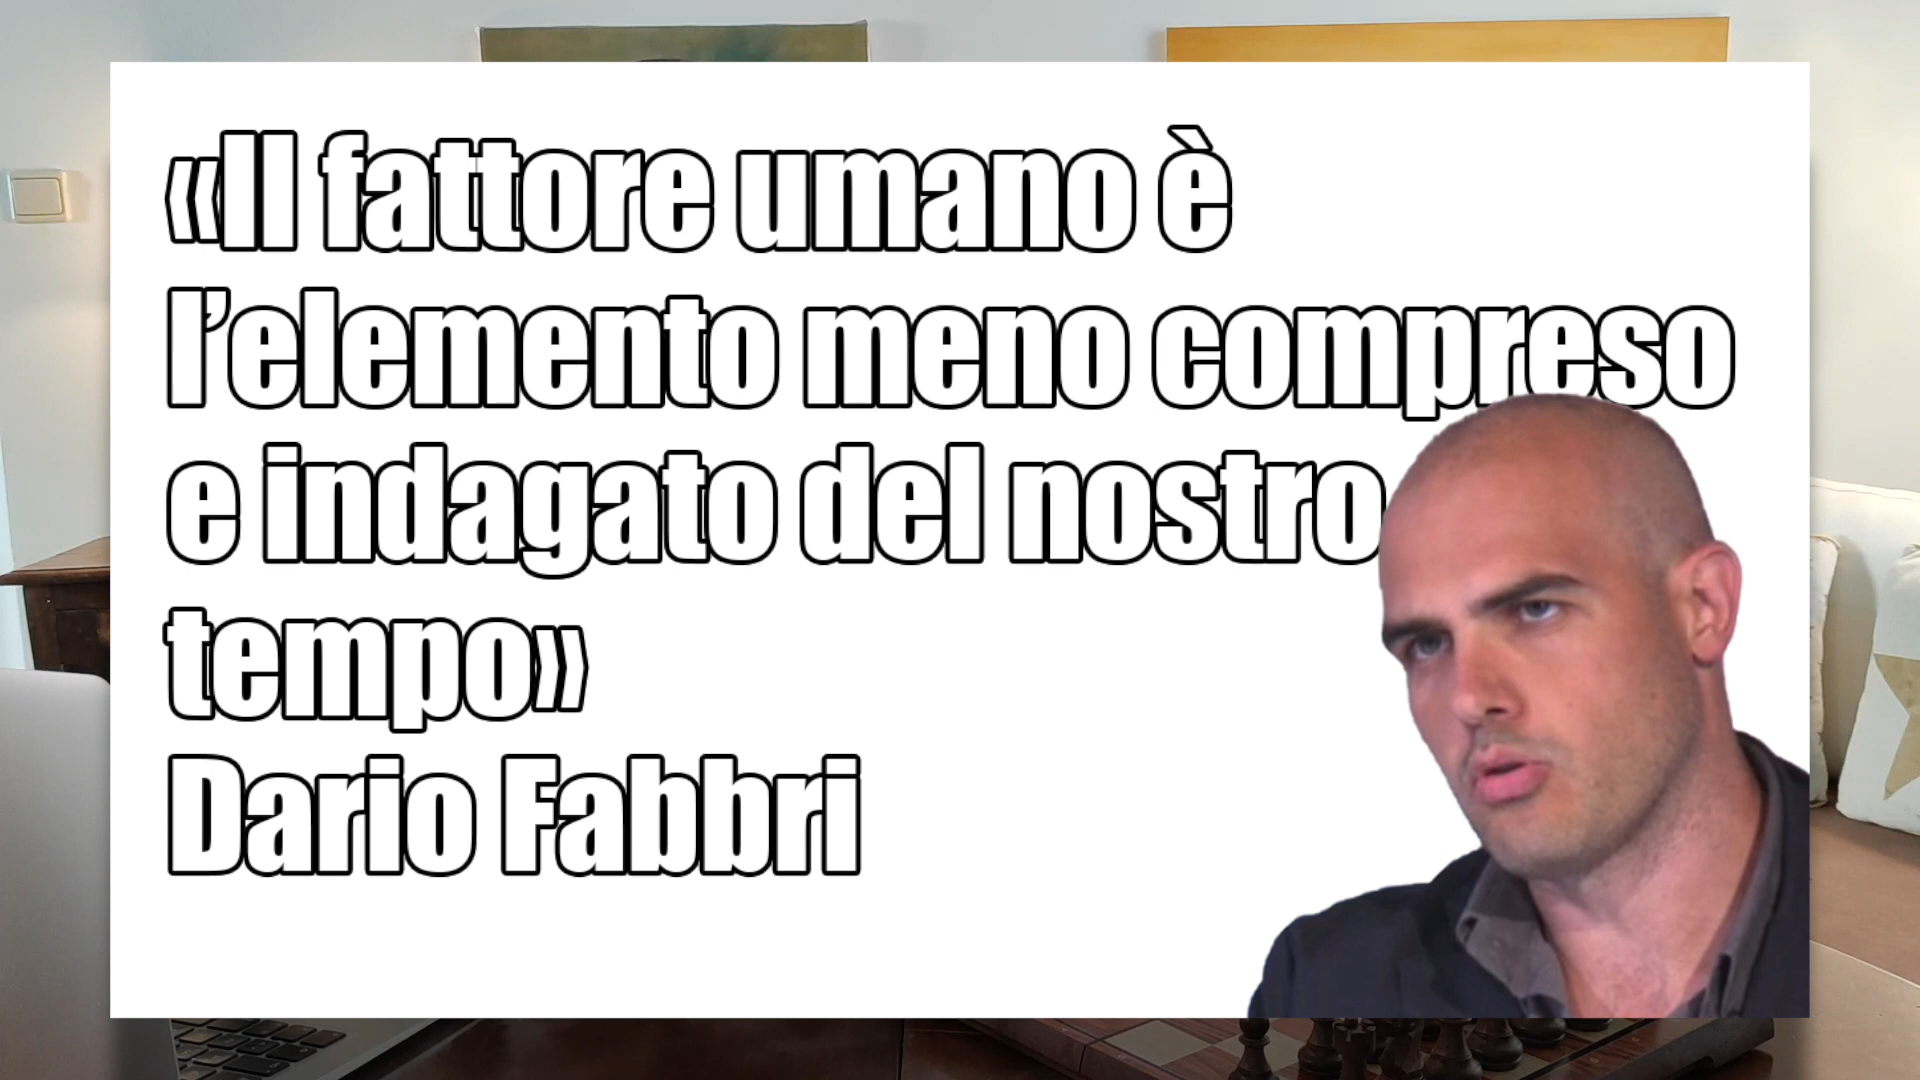 «Il fattore umano è
l’elemento meno compreso
e indagato del nostro
tempo»
Dario Fabbri